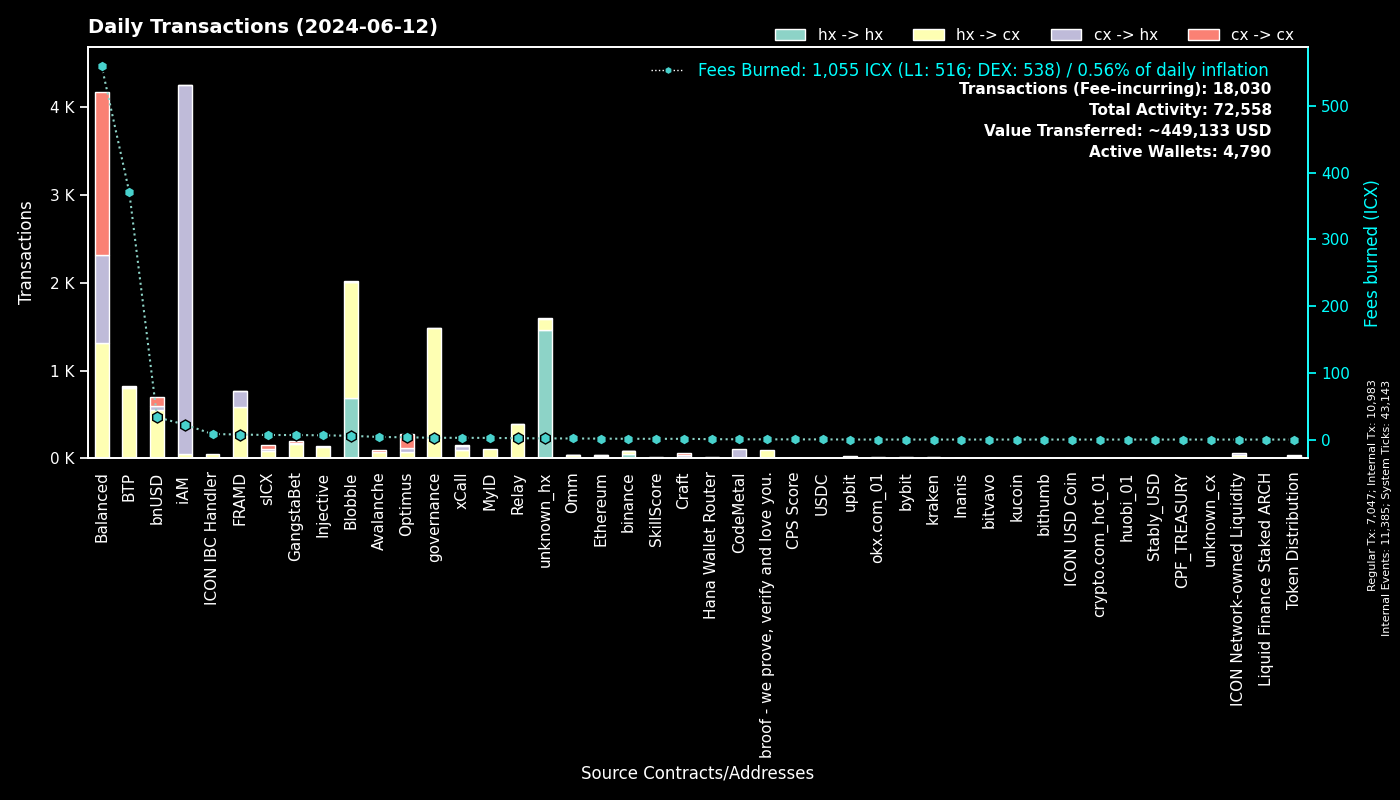 Daily Transactions (2024-06-12)
hx -> hx
hx -> cx
cx -> hx
cx -> cx
Fees Burned: 1,055 ICX (L1: 516; DEX: 538) / 0.56% of daily inflation
Transactions (Fee-incurring): 18,030
Total Activity: 72,558
Value Transferred: ~449,133 USD
Active Wallets: 4,790
Transactions
4 K
3 K
2 K
1 K
0 K
500
400
300
200
100
0
Fees burned (ICX)
Regular Tx: 7,047; Internal Tx: 10,983
Internal Events: 11,385; System Ticks: 43,143
Balanced
BTP
bnUSD
iAM
ICON IBC Handler
FRAMD
sICX
GangstaBet
Injective
Blobble
Avalanche
Optimus
governance
xCall
MyID
Relay
unknown_hx
Omm
Ethereum
binance
SkillScore
Craft
Hana Wallet Router
CodeMetal
broof - we prove, verify and love you.
CPS Score
USDC
upbit
okx.com_01
bybit
kraken
Inanis
bitvavo
kucoin
bithumb
ICON USD Coin
crypto.com_hot_01
huobi_01
Stably_USD
CPF_TREASURY
unknown_cx
ICON Network-owned Liquidity
Liquid Finance Staked ARCH
Token Distribution
Source Contracts/Addresses